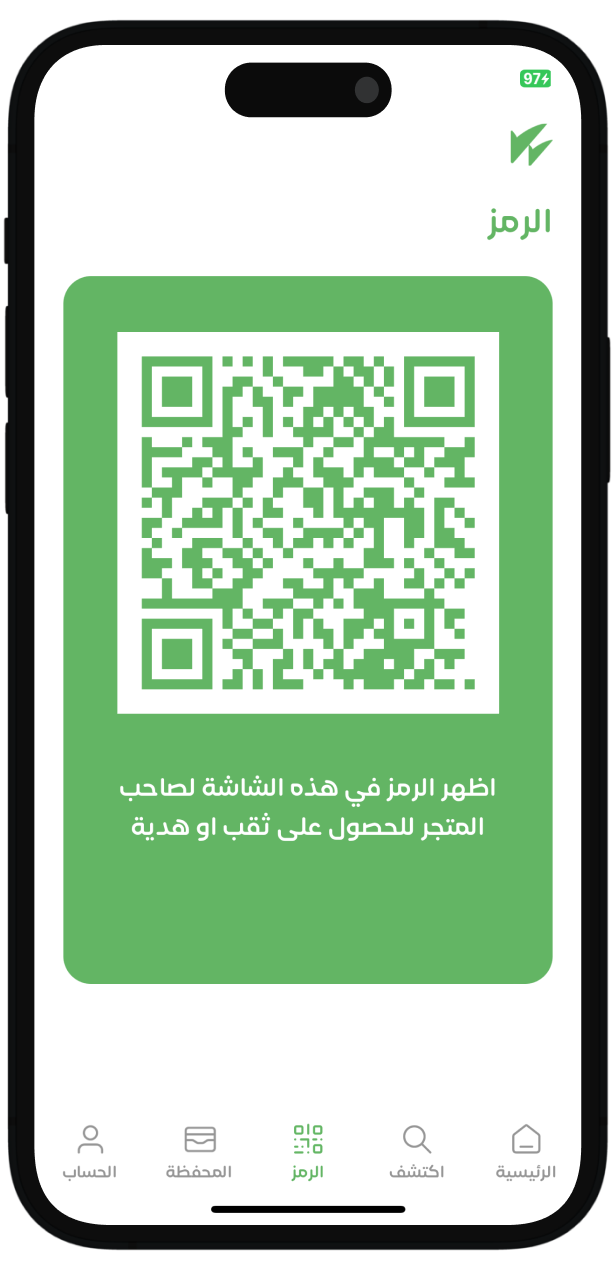 97
الرمز
اظهر الرمز في هذه الشاشة لصاحب
المتجر للحصول على ثقب او هدية
الرئيسية
اكتشف
الرمز
المحفظة
الحساب